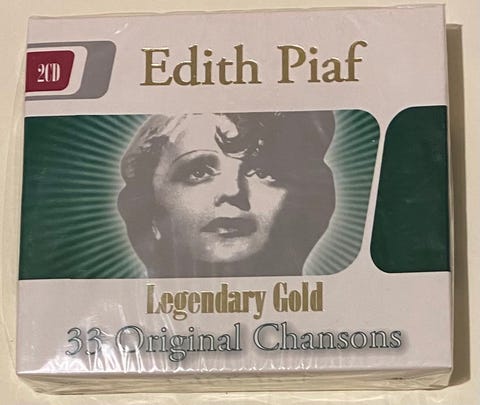 2CD
Edith Piaf
Legendary Gold
33 Original Chansons